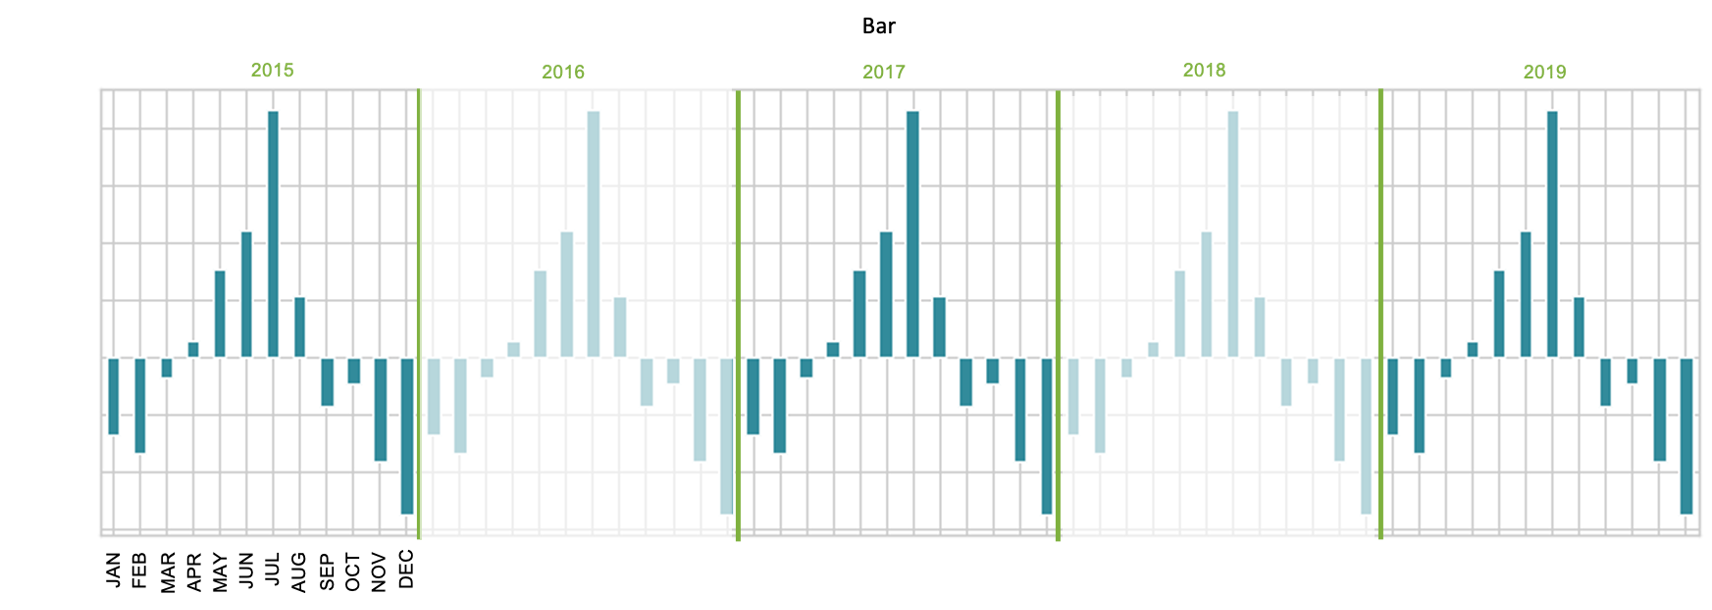 Bar
2015 2016 2017 2018 2019
JAN FEB MAR APR MAY JUN JUL AUG SEP OCT NOV DEC